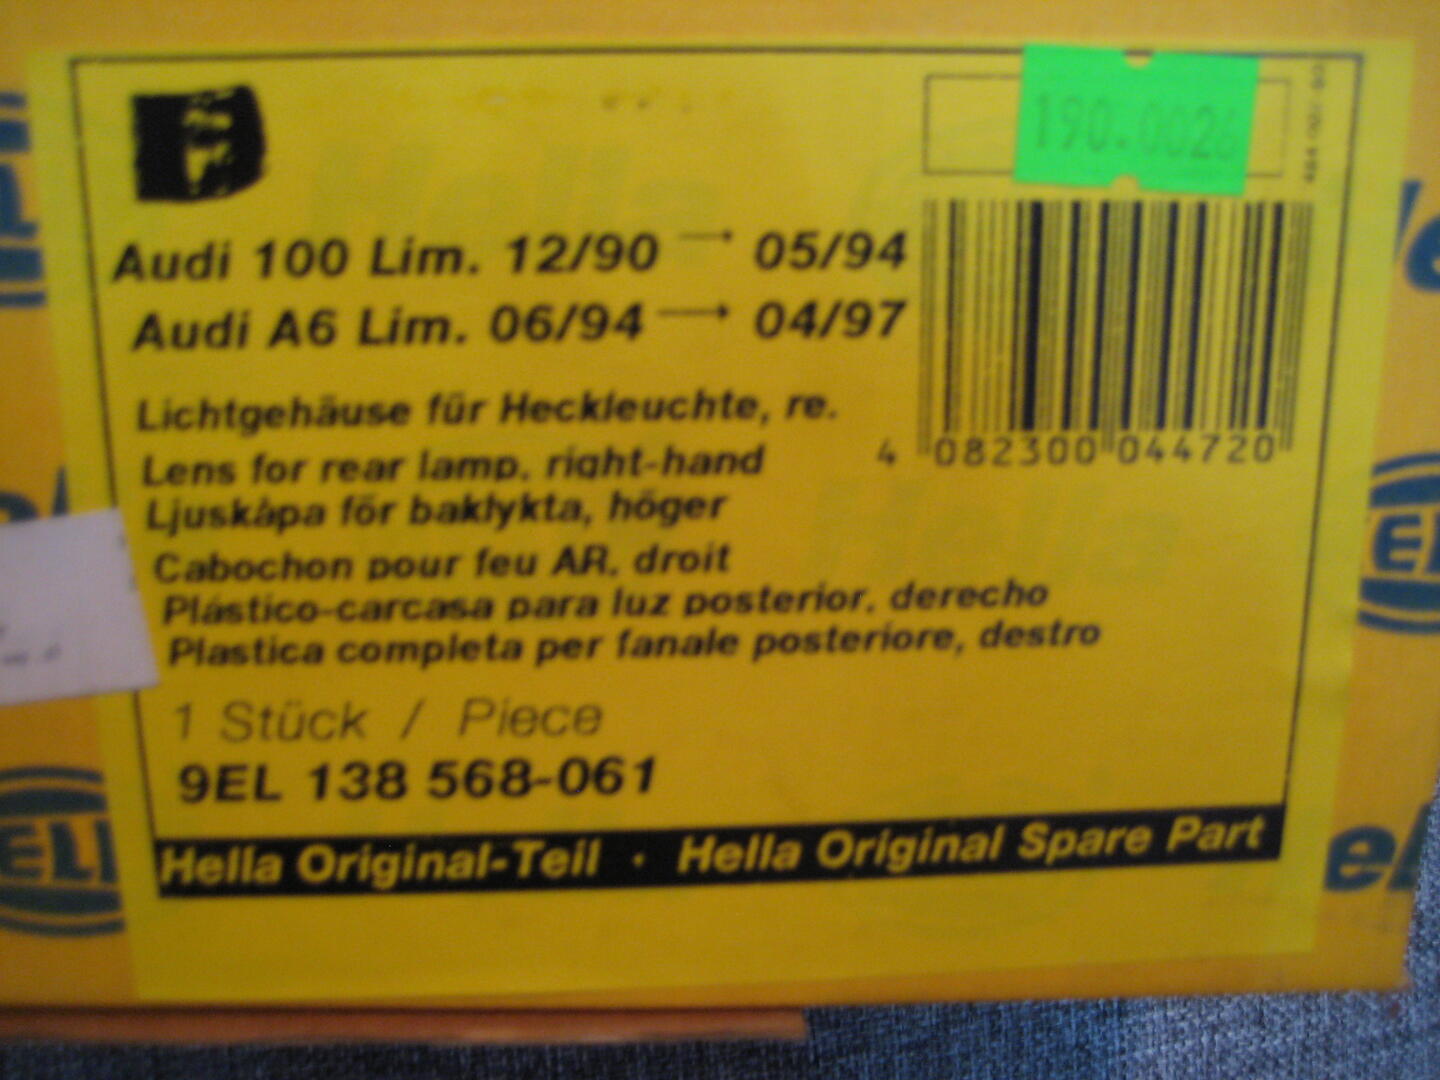 190.0026
Audi 100 Lim. 12/90 → 05/94
Audi A6 Lim. 06/94 → 04/97
4 082300 044720
Lichtgehäuse für Heckleuchte, re.
Lens for rear lamp, right-hand
Ljuskåpa för baklykta, höger
Cabochon pour feu AR, droit
Plástico-carcasa para luz posterior, derecho
Plastica completa per fanale posteriore, destro
1 Stück / Piece
9EL 138 568-061
Hella Original-Teil · Hella Original Spare Part